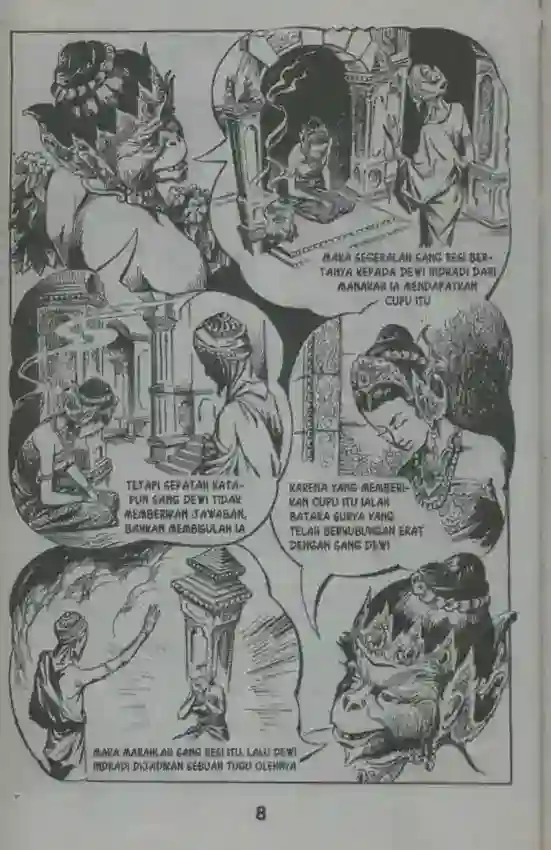 MAKA SEGERALAH SANG RESI BER-
TANYA KEPADA DEWI INDRADI DARI
MANAKAH IA MENDAPATKAN
CUPU ITU
TETAPI SEPATAH KATA-
PUN SANG DEWI TIDAK
MEMBERIKAN JAWABAN,
BAHKAN MEMBISULAH IA
KARENA YANG MEMBERI-
KAN CUPU ITU IALAH
BATARA SURYA YANG
TELAH BERHUBUNGAN ERAT
DENGAN SANG DEWI
MAKA MARAHLAH SANG RESI ITU. LALU DEWI
INDRADI DIJADIKAN SEBUAH TUGU OLEHNYA
8